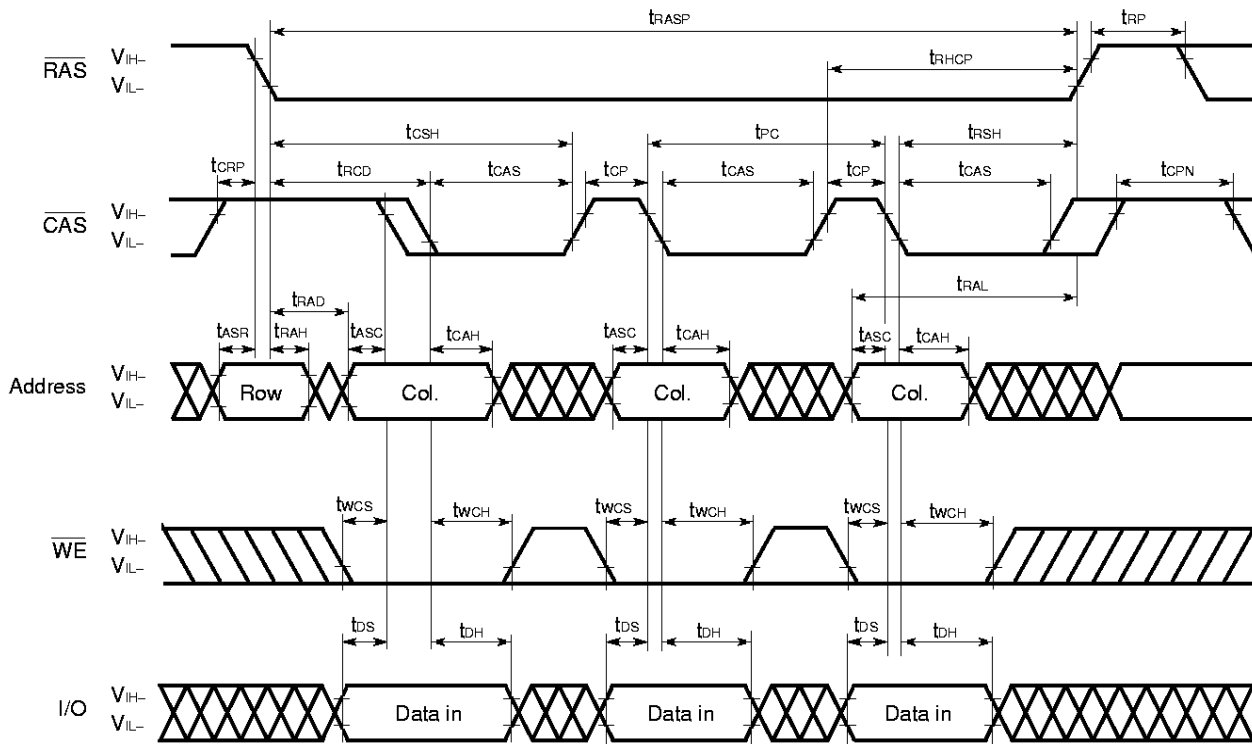 tRASP tRP
RAS VIH– tRHCP
VIL–
tCSH tPC tRSH
tCRP tRCD tCAS tCP tCAS tCP tCAS tCPN
CAS VIH–
VIL–
tRAD tRAL
tASR tRAH tASC tCAH tASC tCAH tASC tCAH
Address VIH–
VIL–
Row Col. Col. Col.
tWCS tWCH tWCS tWCH tWCS tWCH
WE VIH–
VIL–
tDS tDH tDS tDH tDS tDH
I/O VIH–
VIL–
Data in Data in Data in